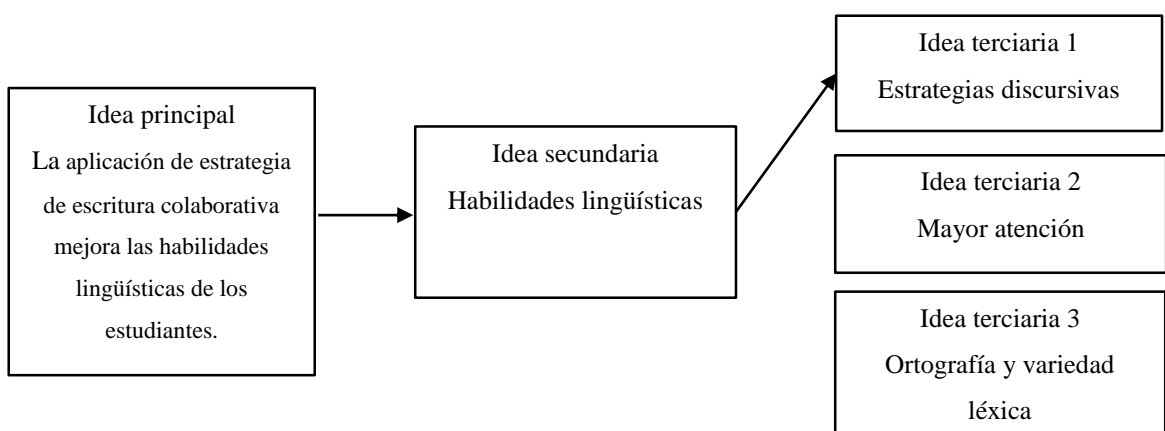 Idea principal
La aplicación de estrategia
de escritura colaborativa
mejora las habilidades
lingüísticas de los
estudiantes.
Idea secundaria
Habilidades lingüísticas
Idea terciaria 1
Estrategias discursivas
Idea terciaria 2
Mayor atención
Idea terciaria 3
Ortografía y variedad
léxica